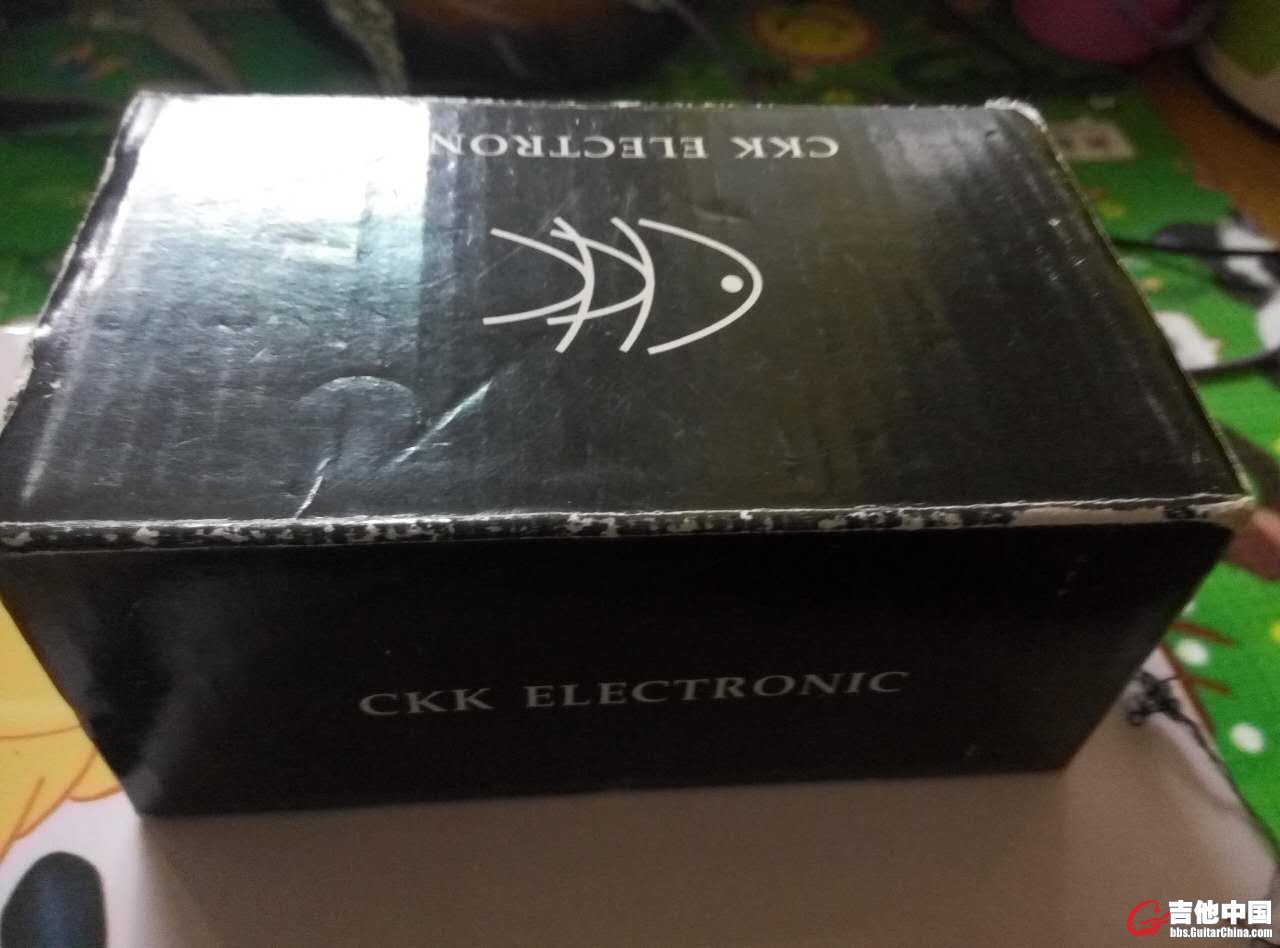 CKK ELECTRON
CKK ELECTRONIC
吉他中国
bbs.GuitarChina.com